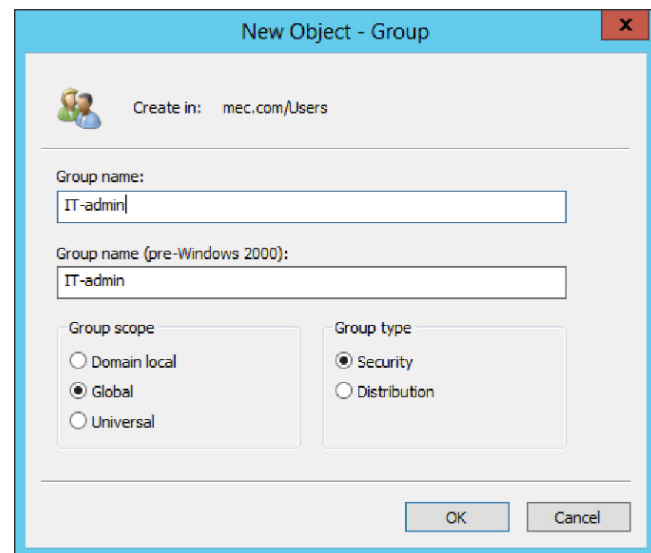 New Object - Group
x
Create in: mec.com/Users
Group name:
IT-admin
Group name (pre-Windows 2000):
IT-admin
Group scope
Domain local
Global
Universal
Group type
Security
Distribution
OK
Cancel